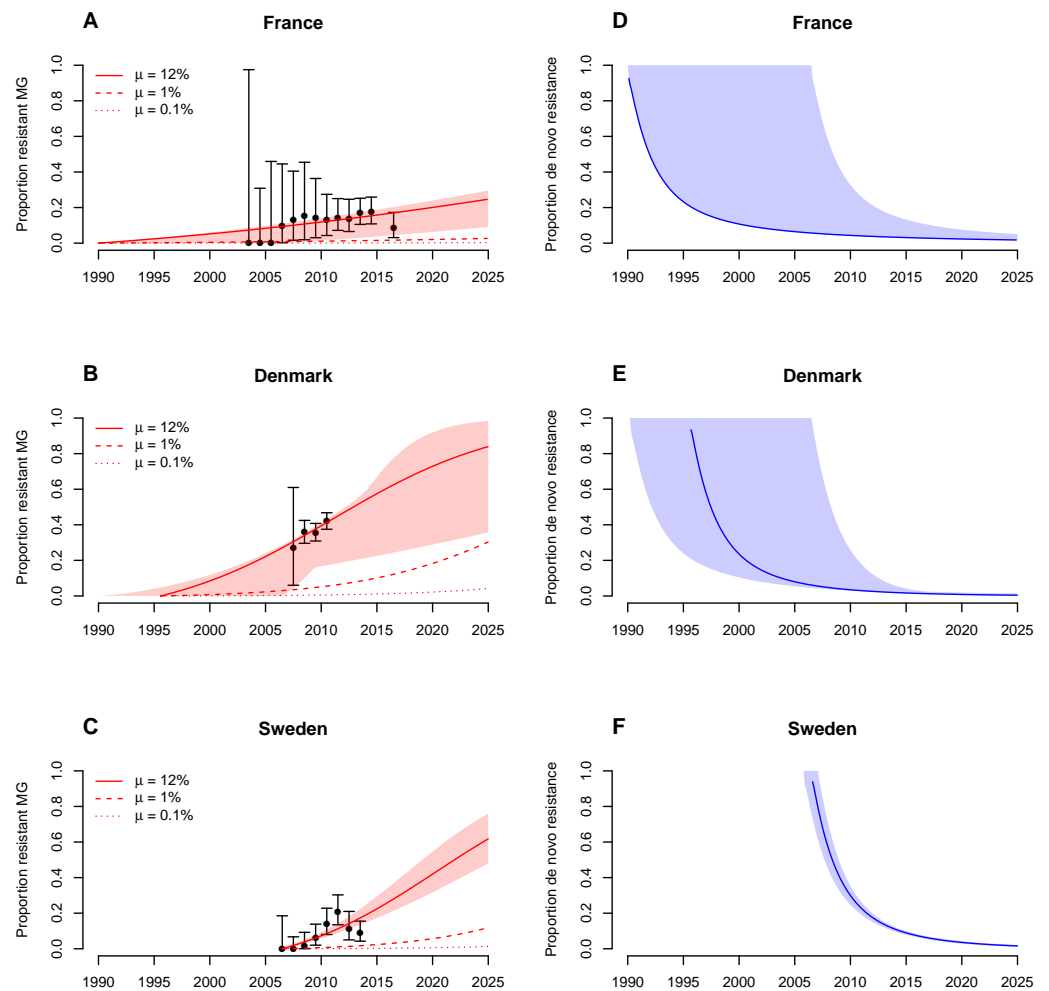 A
France
Proportion resistant MG
1.0
0.8
0.6
0.4
0.2
0.0
μ = 12%
μ = 1%
μ = 0.1%
1990 1995 2000 2005 2010 2015 2020 2025
D
France
Proportion de novo resistance
1.0
0.8
0.6
0.4
0.2
0.0
1990 1995 2000 2005 2010 2015 2020 2025
B
Denmark
Proportion resistant MG
1.0
0.8
0.6
0.4
0.2
0.0
μ = 12%
μ = 1%
μ = 0.1%
1990 1995 2000 2005 2010 2015 2020 2025
E
Denmark
Proportion de novo resistance
1.0
0.8
0.6
0.4
0.2
0.0
1990 1995 2000 2005 2010 2015 2020 2025
C
Sweden
Proportion resistant MG
1.0
0.8
0.6
0.4
0.2
0.0
μ = 12%
μ = 1%
μ = 0.1%
1990 1995 2000 2005 2010 2015 2020 2025
F
Sweden
Proportion de novo resistance
1.0
0.8
0.6
0.4
0.2
0.0
1990 1995 2000 2005 2010 2015 2020 2025